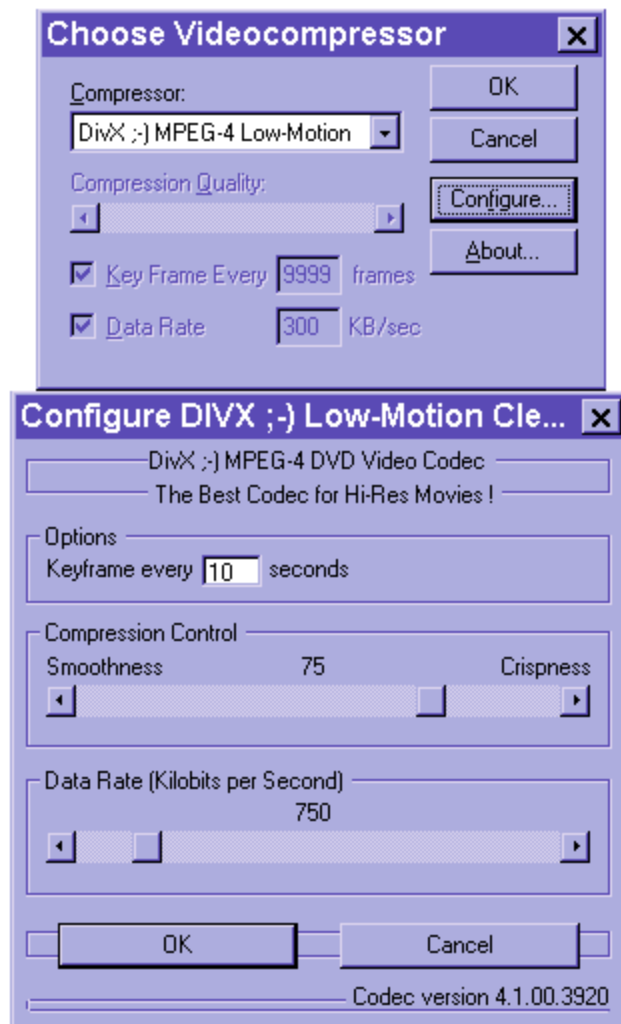 Choose Videocompressor
Compressor:
OK
DivX ;-) MPEG-4 Low-Motion
Cancel
Compression Quality:
Configure...
Key Frame Every 9999 frames
About...
Data Rate 300 KB/sec
Configure DIVX ;-) Low-Motion Cle...
DivX ;-) MPEG-4 DVD Video Codec
The Best Codec for Hi-Res Movies !
Options
Keyframe every 10 seconds
Compression Control
Smoothness 75 Crispness
Data Rate (Kilobits per Second)
750
OK Cancel
Codec version 4.1.00.3920